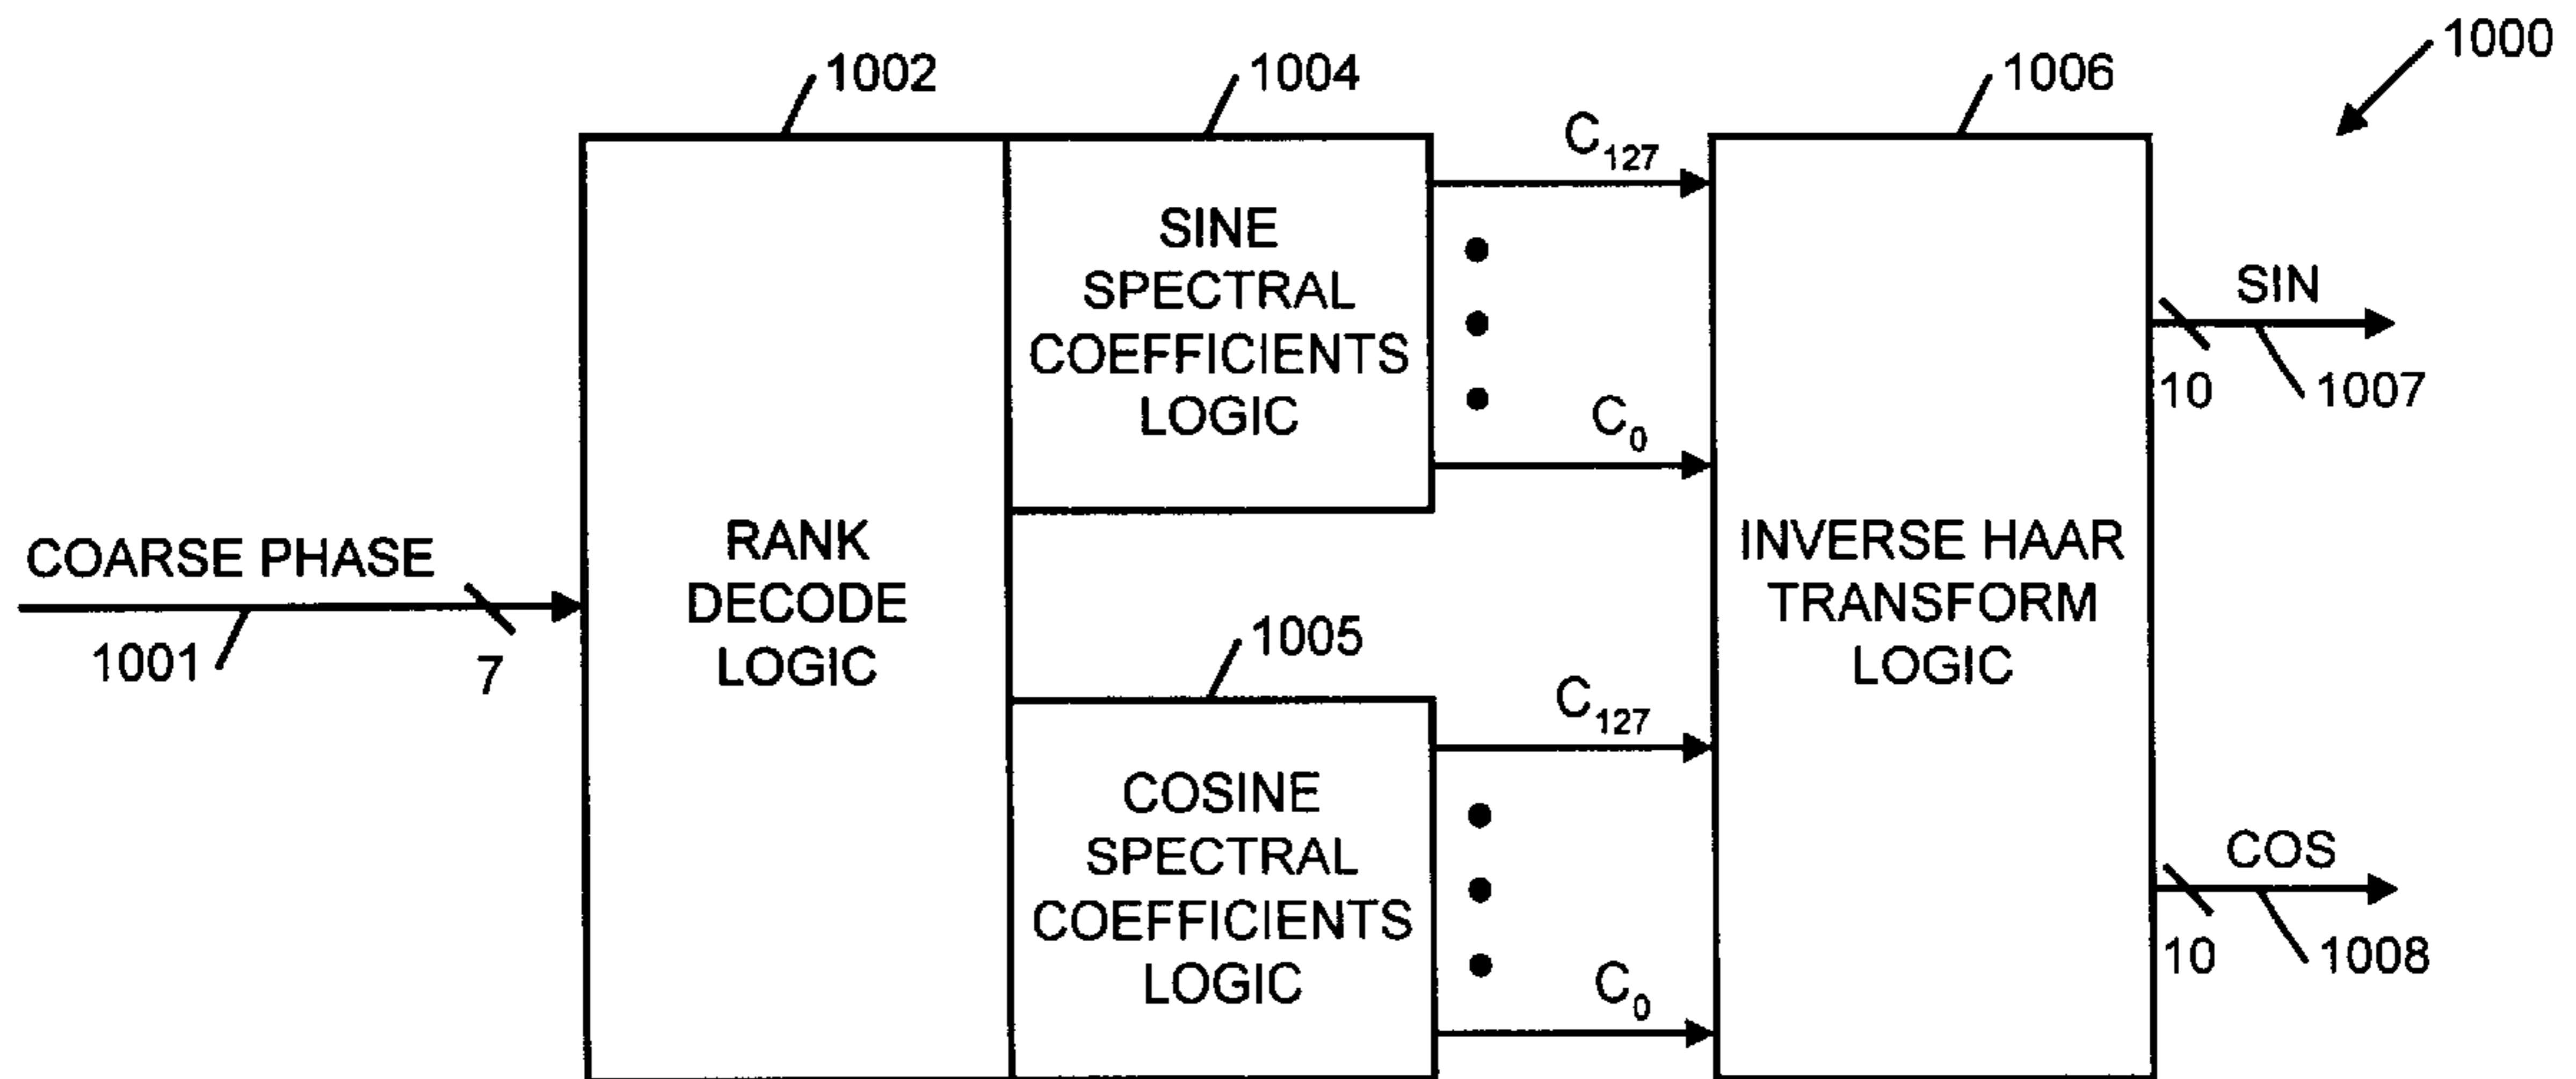 1000
1002
1004
1006
C127
SINE
SPECTRAL
COEFFICIENTS
LOGIC
C0
SIN
10
1007
COARSE PHASE
1001
7
RANK
DECODE
LOGIC
INVERSE HAAR
TRANSFORM
LOGIC
1005
C127
COSINE
SPECTRAL
COEFFICIENTS
LOGIC
C0
COS
10
1008